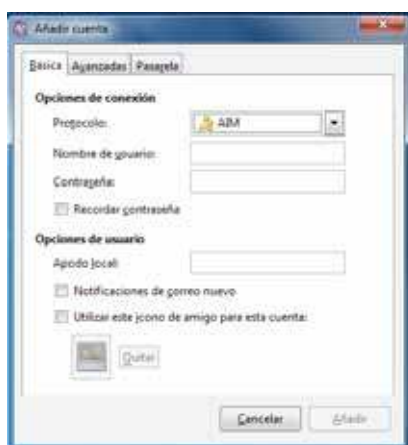 Añadir cuenta
Básica Avanzadas Pasarela
Opciones de conexión
Protocolo: AIM
Nombre de usuario:
Contraseña:
Recordar contraseña
Opciones de usuario
Apodo local:
Notificaciones de correo nuevo
Utilizar este icono de amigo para esta cuenta:
Quitar
Cancelar Añadir